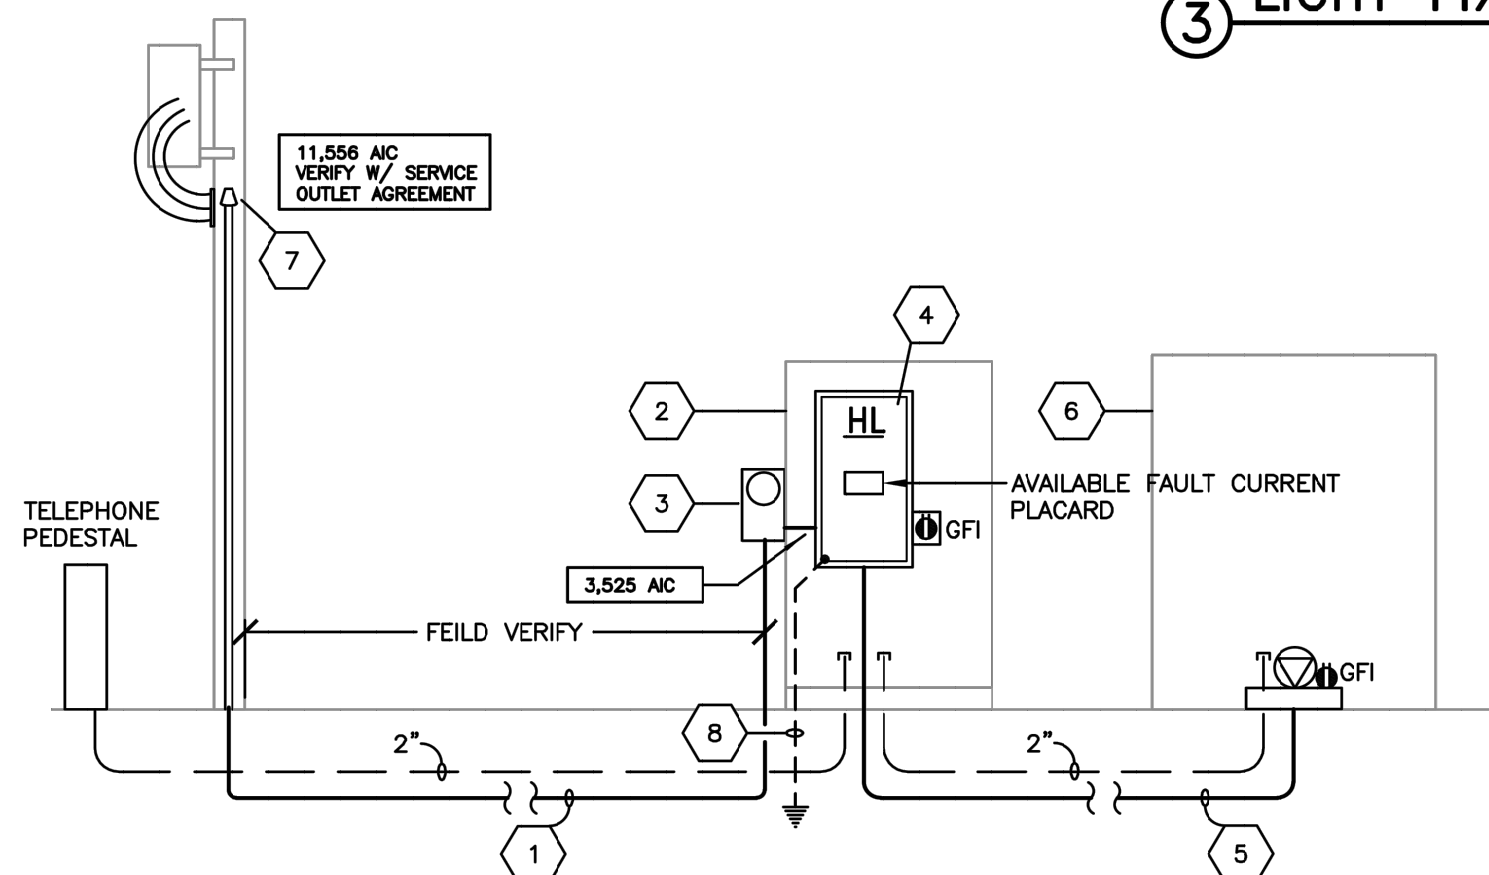 3
11,556 AIC
VERIFY W/ SERVICE
OUTLET AGREEMENT
7
4
2
HL
6
3
AVAILABLE FAULT CURRENT
PLACARD
TELEPHONE
PEDESTAL
GFI
3,525 AIC
FEILD VERIFY
GFI
8
2"
2"
1
5